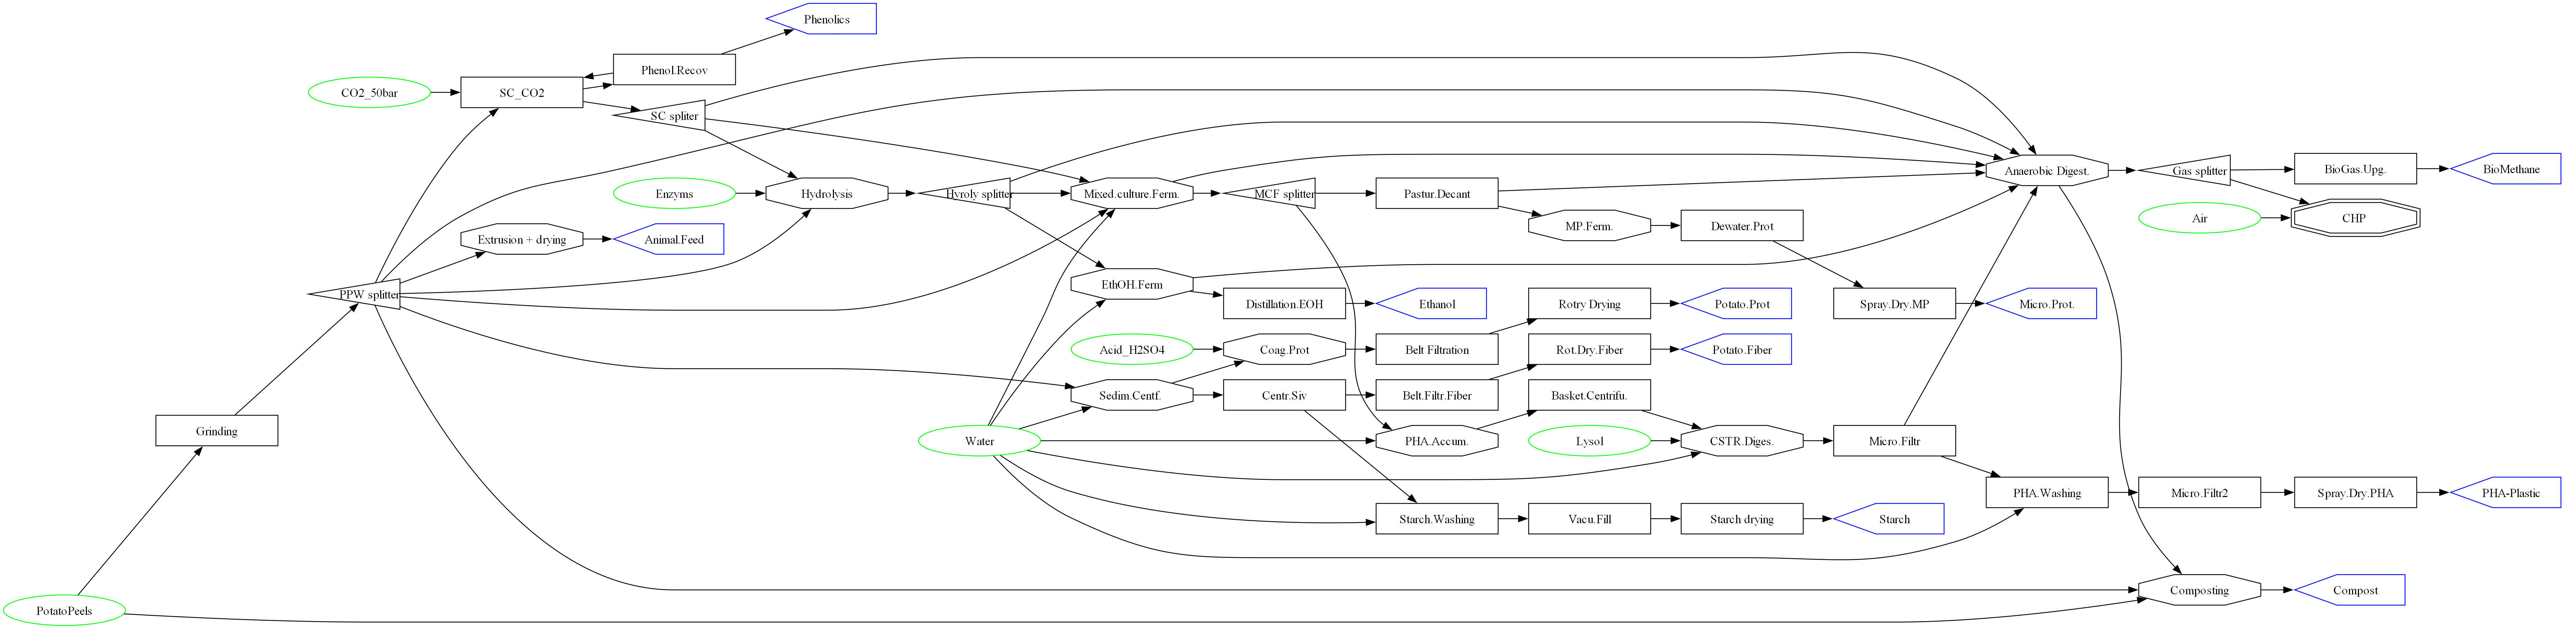 Phenolics
Phenol.Recov
CO2_50bar
SC_CO2
SC spliter
Enzyms
Hydrolysis
Hyroly splitter
Mixed.culture.Ferm.
MCF splitter
Pastur.Decant
Anaerobic Digest.
Gas splitter
BioGas.Upg.
BioMethane
Air
CHP
MP.Ferm.
Dewater.Prot
Extrusion + drying
Animal.Feed
PPW splitter
EthOH.Ferm
Distillation.EOH
Ethanol
Rotry Drying
Potato.Prot
Spray.Dry.MP
Micro.Prot.
Acid_H2SO4
Coag.Prot
Belt Filtration
Rot.Dry.Fiber
Potato.Fiber
Sedim.Centf.
Centr.Siv
Belt.Filtr.Fiber
Basket.Centrifu.
Grinding
Water
PHA.Accum.
Lysol
CSTR.Diges.
Micro.Filtr
PHA.Washing
Micro.Filtr2
Spray.Dry.PHA
PHA-Plastic
Starch.Washing
Vacu.Fill
Starch drying
Starch
PotatoPeels
Composting
Compost